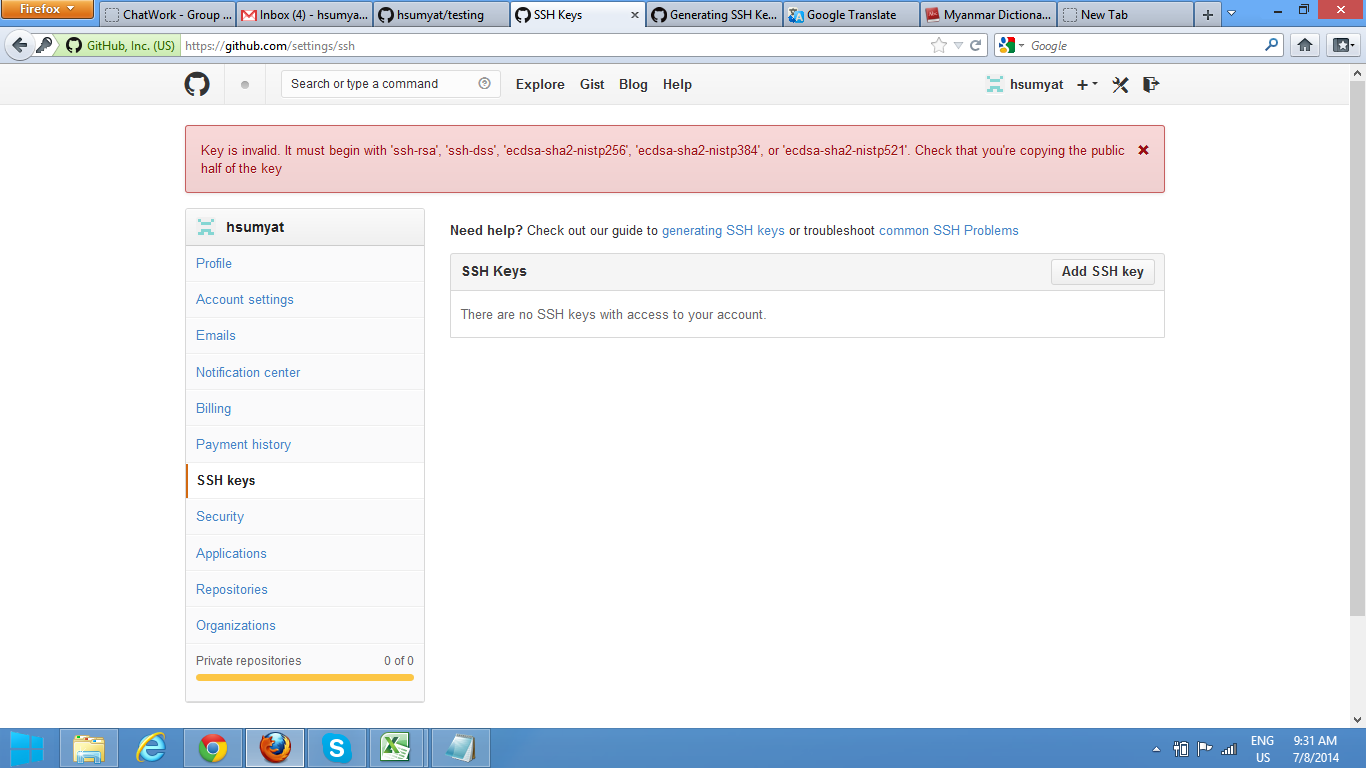 Firefox
ChatWork - Group ...
Inbox (4) - hsumya...
hsumyat/testing
SSH Keys
Generating SSH Ke...
Google Translate
Myanmar Dictiona...
New Tab
GitHub, Inc. (US)
https://github.com/settings/ssh
Google
Search or type a command
Explore
Gist
Blog
Help
hsumyat
Key is invalid. It must begin with 'ssh-rsa', 'ssh-dss', 'ecdsa-sha2-nistp256', 'ecdsa-sha2-nistp384', or 'ecdsa-sha2-nistp521'. Check that you're copying the public
half of the key
hsumyat
Profile
Account settings
Emails
Notification center
Billing
Payment history
SSH keys
Security
Applications
Repositories
Organizations
Private repositories 0 of 0
Need help? Check out our guide to generating SSH keys or troubleshoot common SSH Problems
SSH Keys
Add SSH key
There are no SSH keys with access to your account.
ENG
US
9:31 AM
7/8/2014